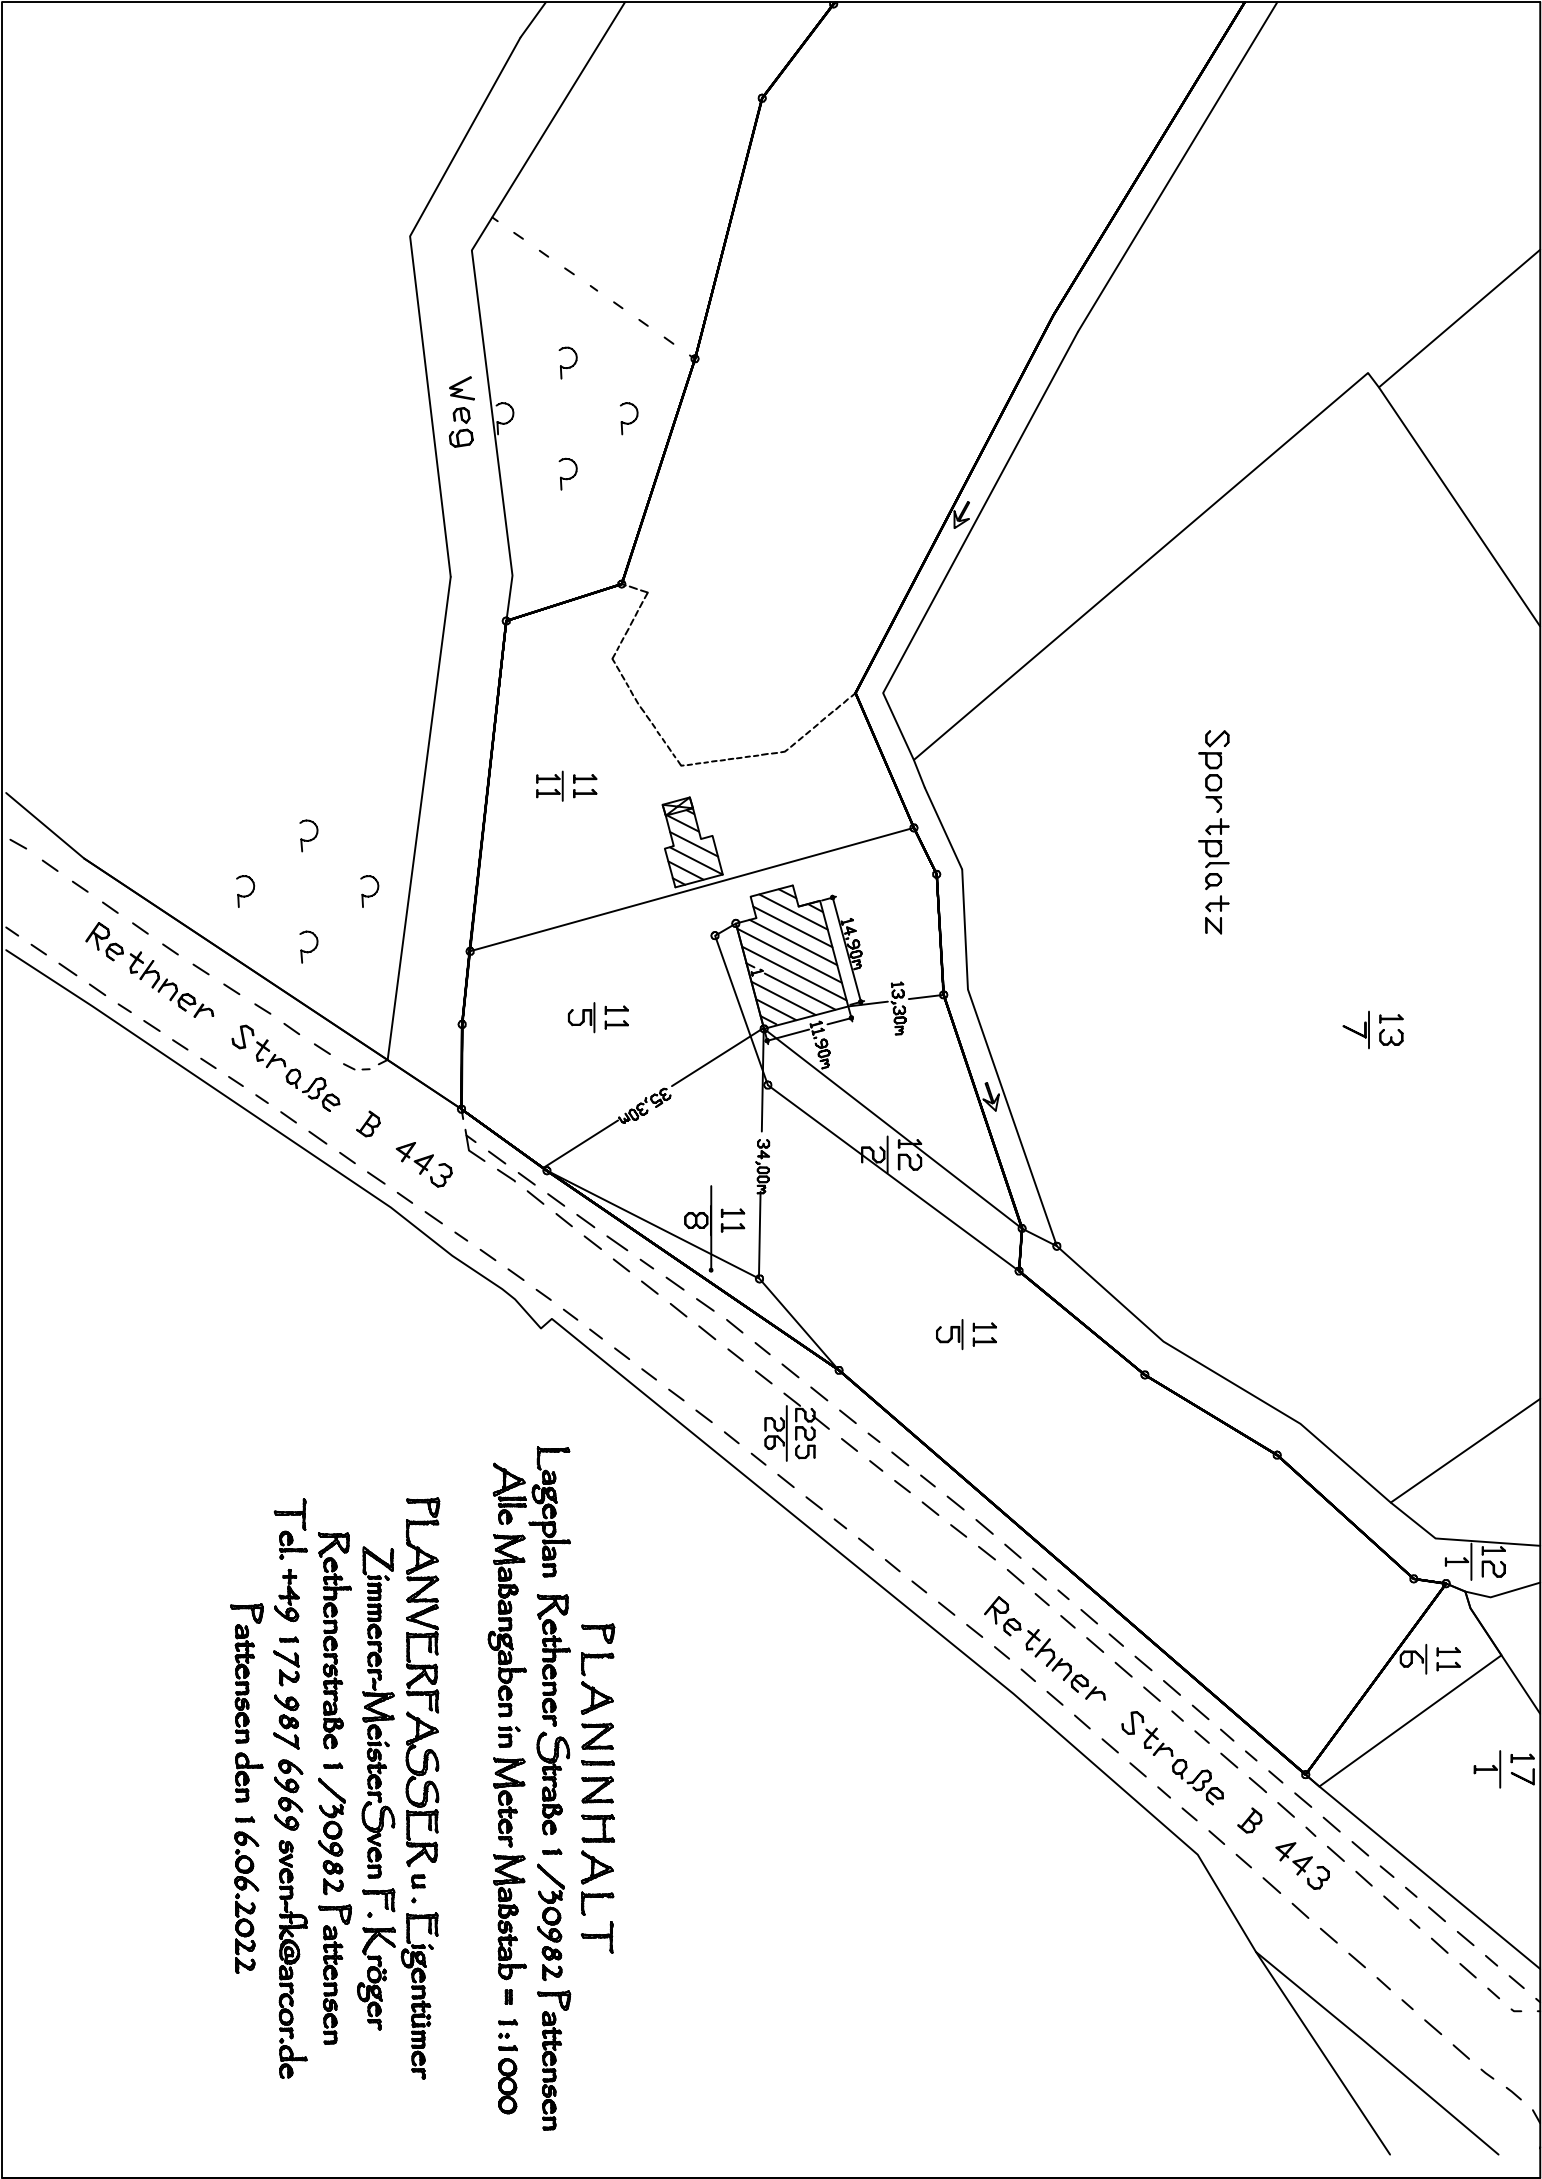 Sportplatz
13
7
Weg
11
11
11
5
1
14,90m
13,30m
11,90m
35,30m
34,00m
12
2
11
8
11
5
225
26
12
1
11
6
17
1
Rethner Straße B 443
Rethner Straße B 443
PLANINHALT
Lageplan Rethener Straße 1 / 30982 Pattensen
Alle Maßangaben in Meter Maßstab = 1:1000
PLANVERFASSER u. Eigentümer
Zimmerer-Meister Sven F. Kröger
Rethenerstraße 1 / 30982 Pattensen
Tel. +49 172 987 6969 sven-fk@arcor.de
Pattensen den 16.06.2022